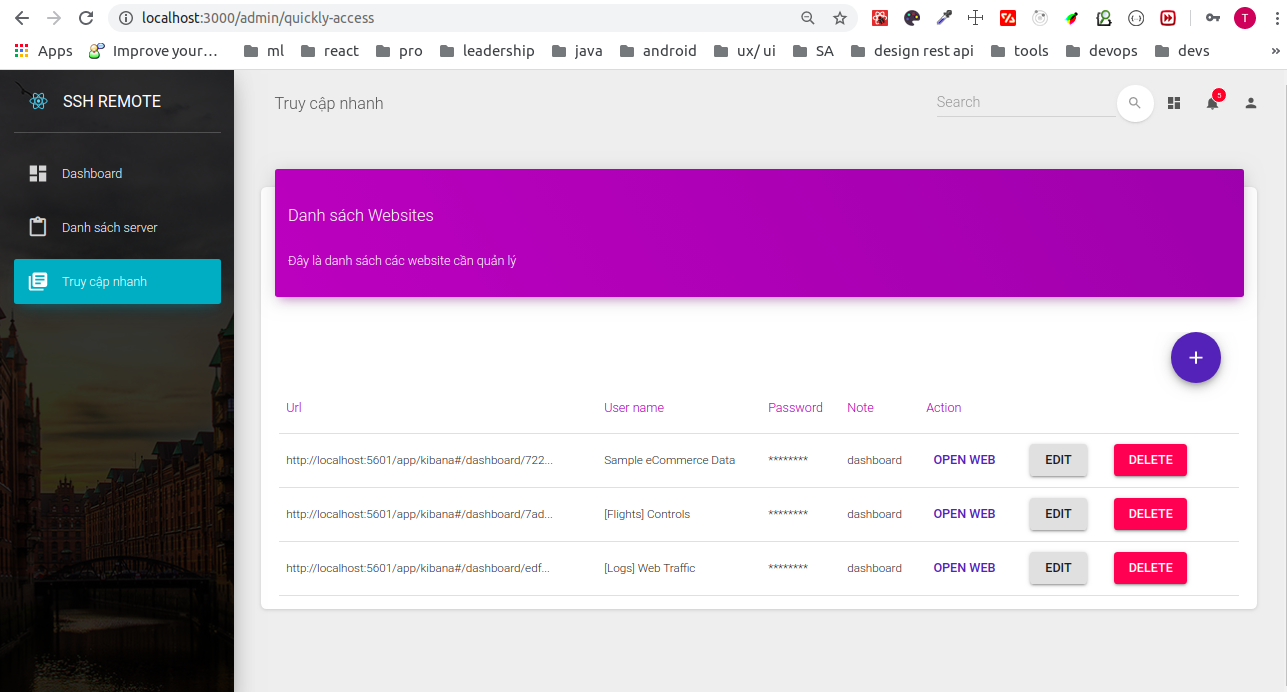 localhost:3000/admin/quickly-access
T
Apps Improve your… ml react pro leadership java android ux/ ui SA design rest api tools devops devs »
SSH REMOTE
Truy cập nhanh
Search
5
Dashboard
Danh sách server
Truy cập nhanh
Danh sách Websites
Đây là danh sách các website cần quản lý
+
Url User name Password Note Action
http://localhost:5601/app/kibana#/dashboard/722... Sample eCommerce Data ******** dashboard OPEN WEB EDIT DELETE
http://localhost:5601/app/kibana#/dashboard/7ad... [Flights] Controls ******** dashboard OPEN WEB EDIT DELETE
http://localhost:5601/app/kibana#/dashboard/edf... [Logs] Web Traffic ******** dashboard OPEN WEB EDIT DELETE